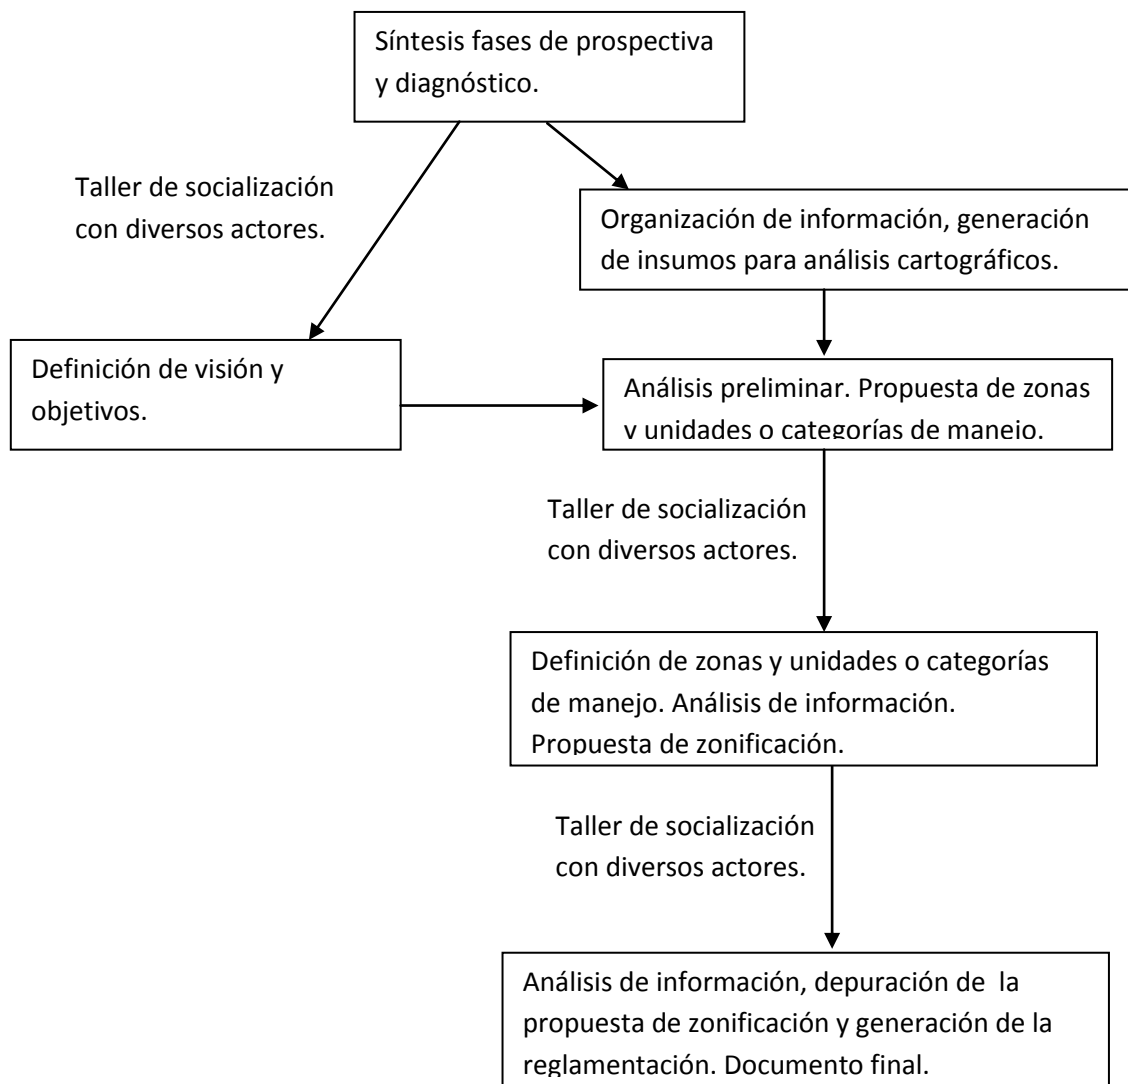 Síntesis fases de prospectiva
y diagnóstico.
Taller de socialización
con diversos actores.
Organización de información, generación
de insumos para análisis cartográficos.
Definición de visión y
objetivos.
Análisis preliminar. Propuesta de zonas
y unidades o categorías de manejo.
Taller de socialización
con diversos actores.
Definición de zonas y unidades o categorías
de manejo. Análisis de información.
Propuesta de zonificación.
Taller de socialización
con diversos actores.
Análisis de información, depuración de  la
propuesta de zonificación y generación de la
reglamentación. Documento final.